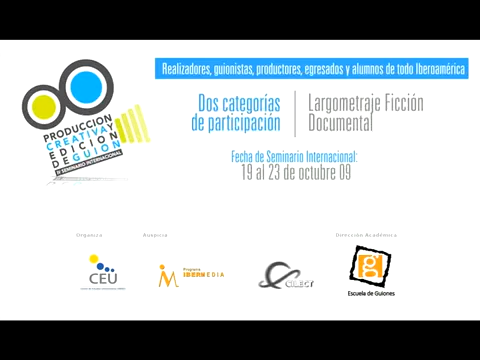 Realizadores, guionistas, productores, egresados y alumnos de todo Iberoamérica
PRODUCCION
CREATIVA Y
EDICION
DE GUION
SEMINARIO INTERNACIONAL
Dos categorías
de participación
Largometraje Ficción
Documental
Fecha de Seminario Internacional:
19 al 23 de octubre 09
Organiza
Auspicia
Dirección Académica
CEU
Programa
IBERMEDIA
CILECT
Escuela de Guiones